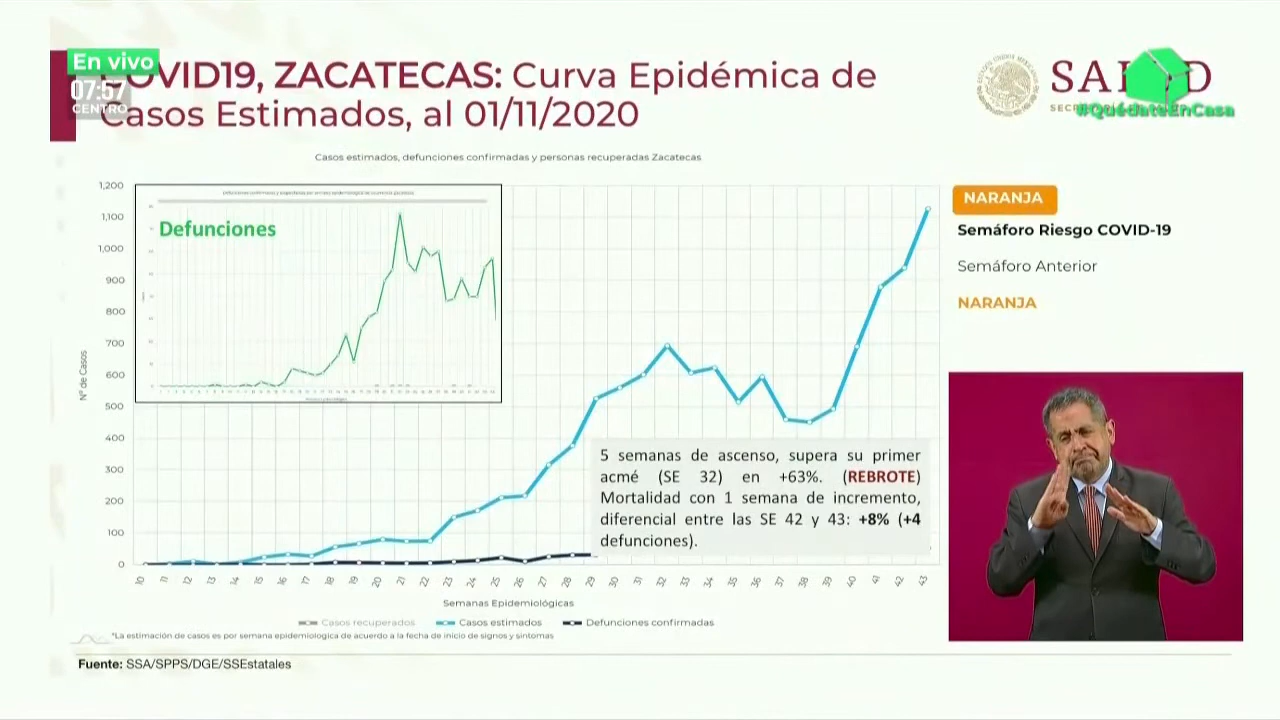 En vivo
07:57
CENTRO
COVID19, ZACATECAS: Curva Epidémica de
Casos Estimados, al 01/11/2020
SALUD
#QuédateEnCasa
Casos estimados, defunciones confirmadas y personas recuperadas Zacatecas
1,200
1,100
1,000
900
800
700
600
500
400
300
200
100
0
Nº de Casos
Defunciones
10 11 12 13 14 15 16 17 18 19 20 21 22 23 24 25 26 27 28 29 30 31 32 33 34 35 36 37 38 39 40 41 42 43
Semanas Epidemiológicas
Casos recuperados Casos estimados Defunciones confirmadas
*La estimación de casos es por semana epidemiologica de acuerdo a la fecha de inicio de signos y sintomas
Fuente: SSA/SPPS/DGE/SSEstatales
5 semanas de ascenso, supera su primer
acmé (SE 32) en +63%. (REBROTE)
Mortalidad con 1 semana de incremento,
diferencial entre las SE 42 y 43: +8% (+4
defunciones).
NARANJA
Semáforo Riesgo COVID-19
Semáforo Anterior
NARANJA